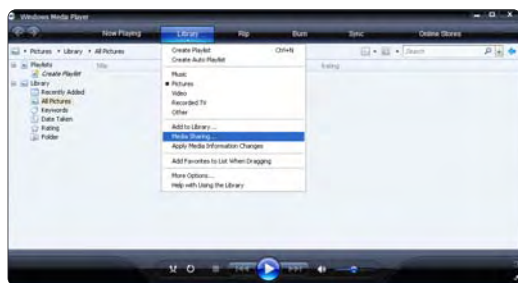 Windows Media Player
Now Playing Library Rip Burn Sync Online Stores
Pictures • Library • All Pictures
Search
Playlists
Create Playlist
Library
Recently Added
All Pictures
Keywords
Date Taken
Rating
Folder
Title
Rating
Create Playlist Ctrl+N
Create Auto Playlist
Music
Pictures
Video
Recorded TV
Other
Add to Library...
Media Sharing...
Apply Media Information Changes
Add Favorites to List When Dragging
More Options...
Help with Using the Library